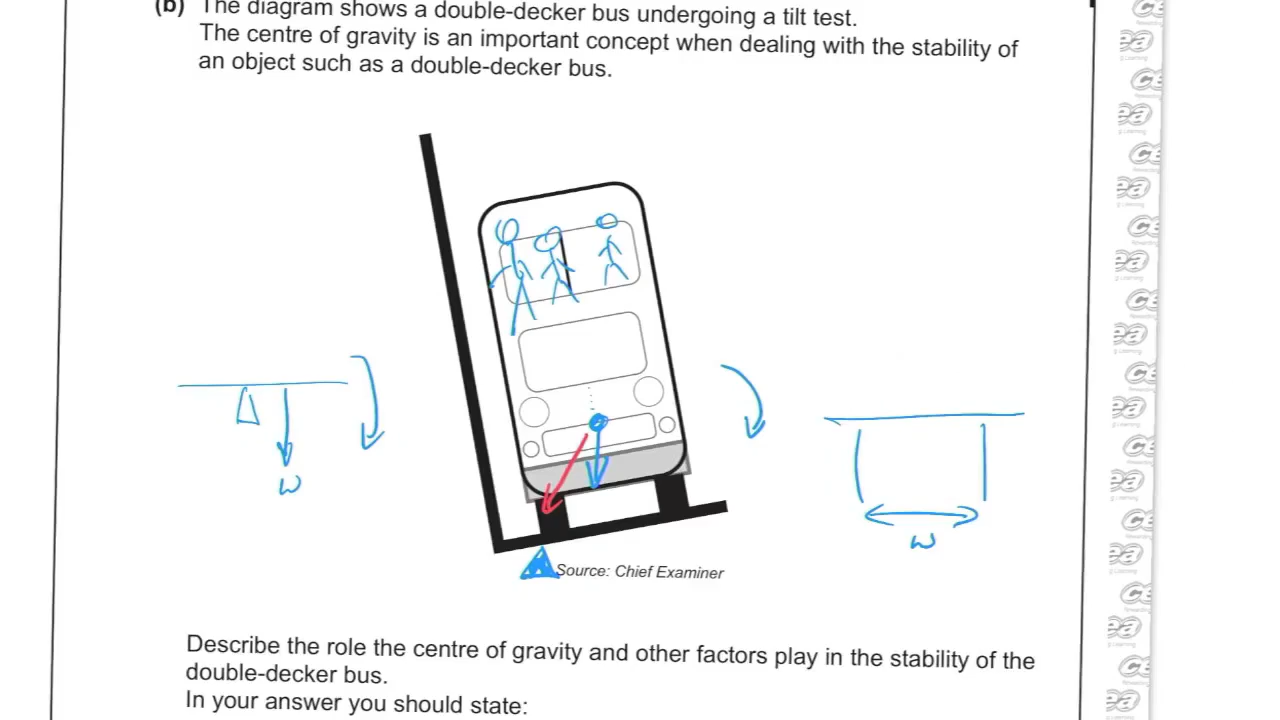 (b) The diagram shows a double-decker bus undergoing a tilt test.
The centre of gravity is an important concept when dealing with the stability of
an object such as a double-decker bus.
W
W
Source: Chief Examiner
Describe the role the centre of gravity and other factors play in the stability of the
double-decker bus.
In your answer you should state: